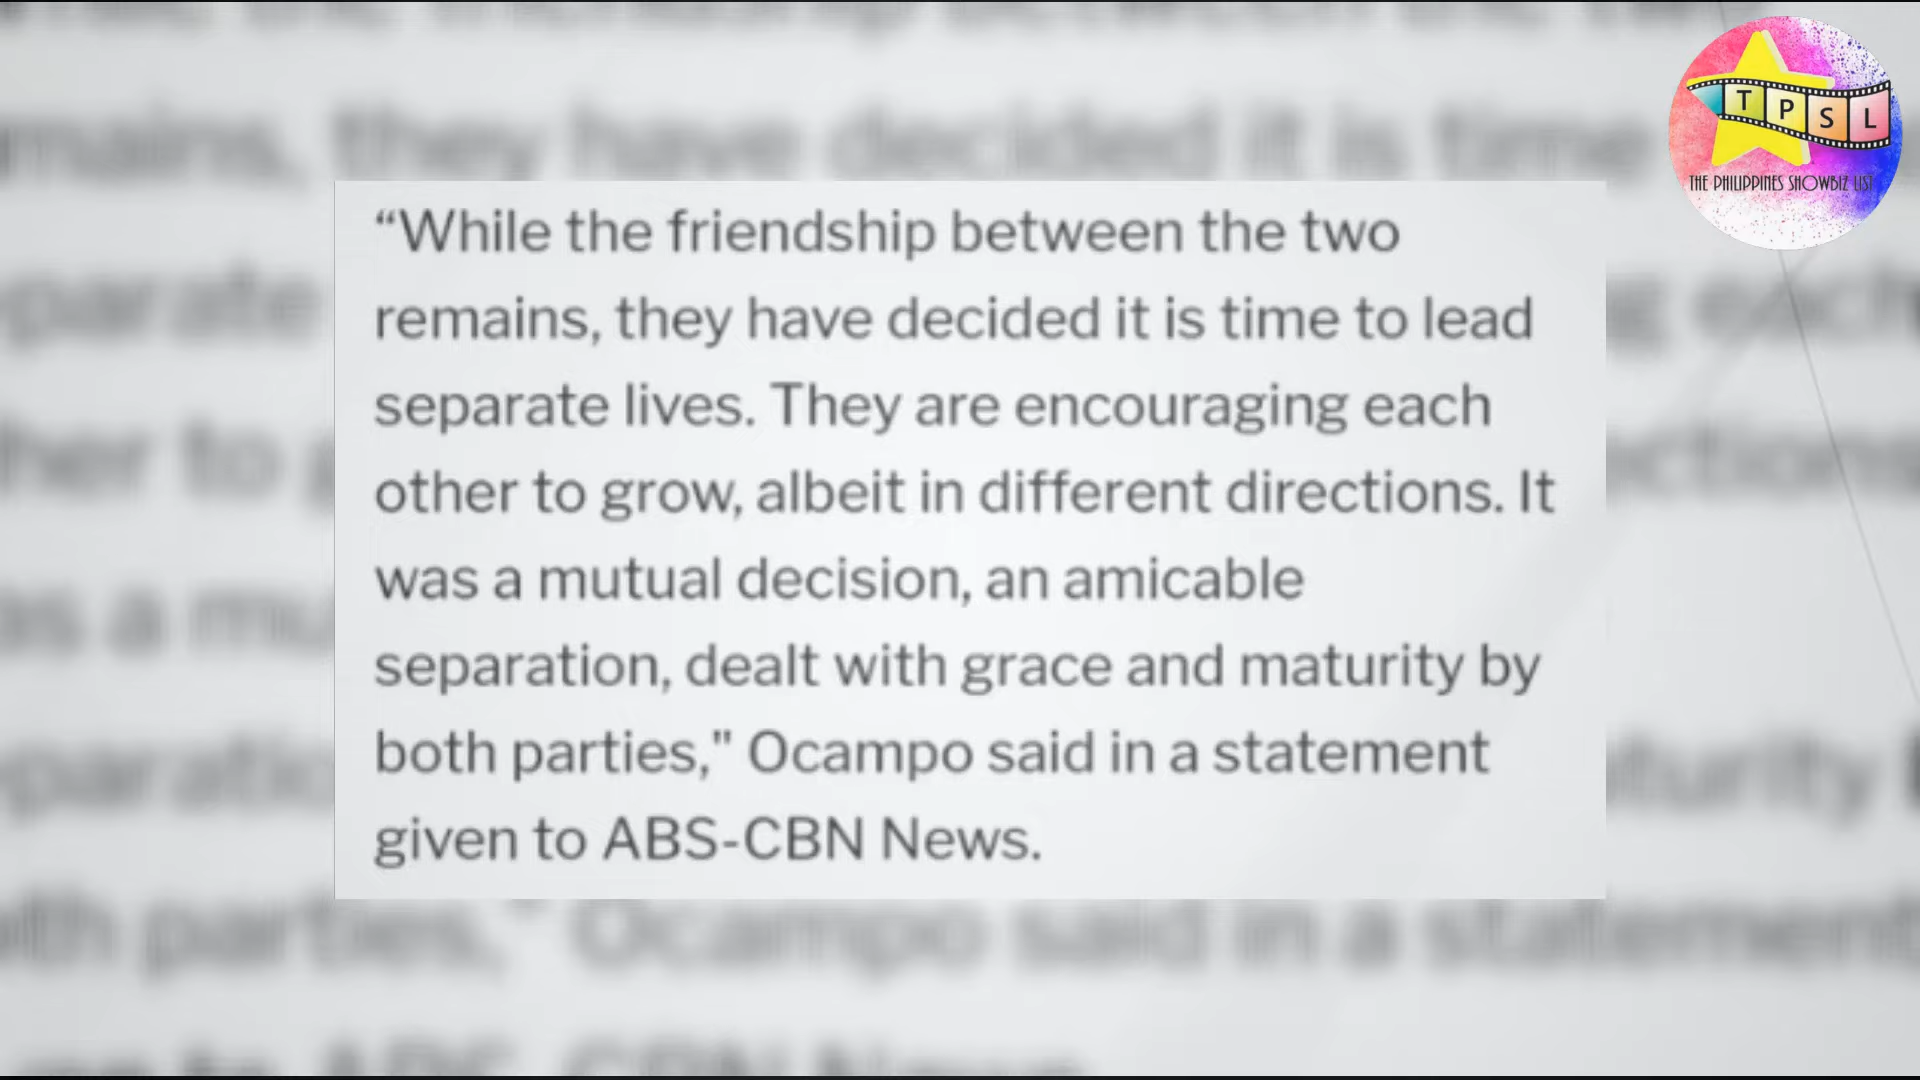 T P S L
THE PHILIPPINES SHOWBIZ LIST
“While the friendship between the two
remains, they have decided it is time to lead
separate lives. They are encouraging each
other to grow, albeit in different directions. It
was a mutual decision, an amicable
separation, dealt with grace and maturity by
both parties," Ocampo said in a statement
given to ABS-CBN News.